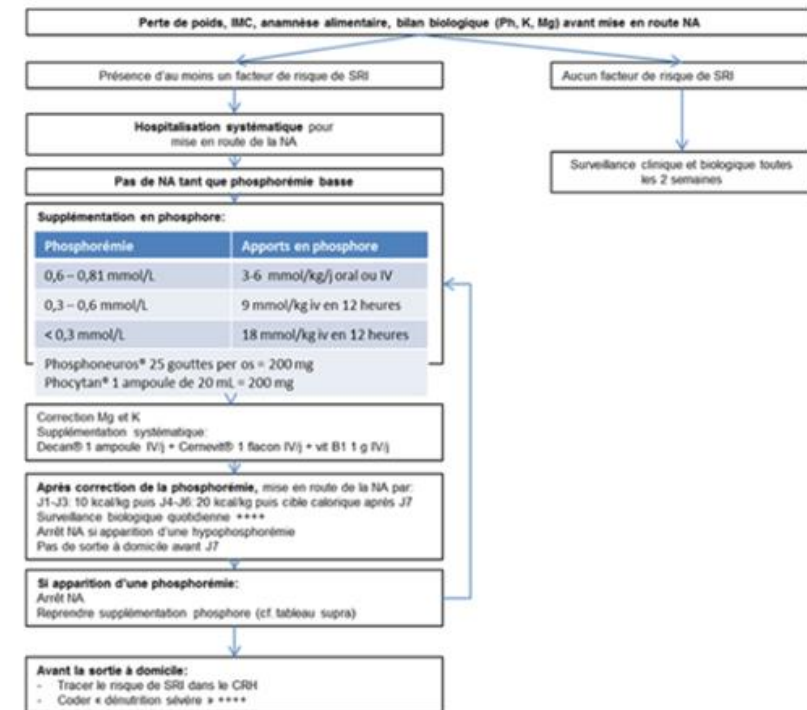 Perte de poids, IMC, anamnèse alimentaire, bilan biologique (Ph, K, Mg) avant mise en route NA
Présence d'au moins un facteur de risque de SRI
Aucun facteur de risque de SRI
Hospitalisation systématique pour
mise en route de la NA
Surveillance clinique et biologique toutes
les 2 semaines
Pas de NA tant que phosphorémie basse
Supplémentation en phosphore:
Phosphorémie Apports en phosphore
0,6 – 0,81 mmol/L 3-6 mmol/kg/j oral ou IV
0,3 – 0,6 mmol/L 9 mmol/kg iv en 12 heures
< 0,3 mmol/L 18 mmol/kg iv en 12 heures
Phosphoneuros® 25 gouttes per os = 200 mg
Phocytan® 1 ampoule de 20 mL = 200 mg
Correction Mg et K
Supplémentation systématique:
Decan® 1 ampoule IV/j + Cernevit® 1 flacon IV/j + vit B1 1 g IV/j
Après correction de la phosphorémie, mise en route de la NA par:
J1-J3: 10 kcal/kg puis J4-J6: 20 kcal/kg puis cible calorique après J7
Surveillance biologique quotidienne ++++
Arrêt NA si apparition d'une hypophosphorémie
Pas de sortie à domicile avant J7
Si apparition d'une phosphorémie:
Arrêt NA
Reprendre supplémentation phosphore (cf. tableau supra)
Avant la sortie à domicile:
- Tracer le risque de SRI dans le CRH
- Coder « dénutrition sévère » ++++